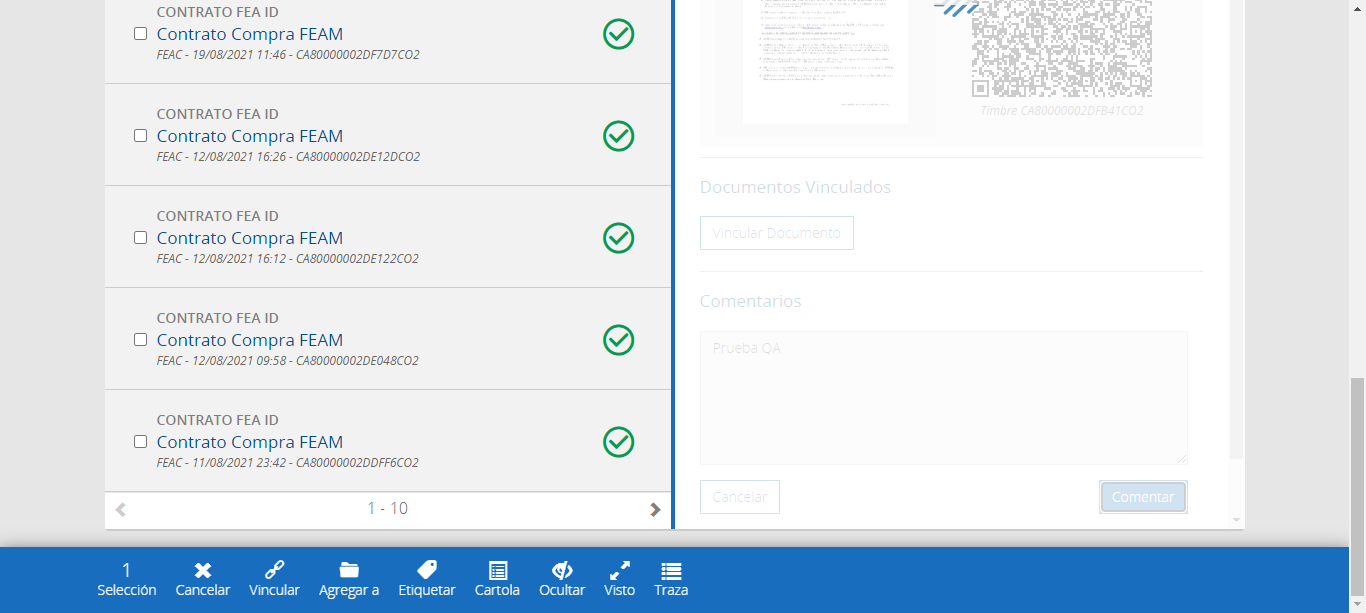 CONTRATO FEA ID
Contrato Compra FEAM
FEAC - 19/08/2021 11:46 - CA80000002DF7D7CO2
CONTRATO FEA ID
Contrato Compra FEAM
FEAC - 12/08/2021 16:26 - CA80000002DE12DCO2
CONTRATO FEA ID
Contrato Compra FEAM
FEAC - 12/08/2021 16:12 - CA80000002DE122CO2
CONTRATO FEA ID
Contrato Compra FEAM
FEAC - 12/08/2021 09:58 - CA80000002DE048CO2
CONTRATO FEA ID
Contrato Compra FEAM
FEAC - 11/08/2021 23:42 - CA80000002DDFF6CO2
1 - 10
Timbre CA80000002DFB41CO2
Documentos Vinculados
Vincular Documento
Comentarios
Prueba QA
Cancelar
Comentar
1
Selección
Cancelar
Vincular
Agregar a
Etiquetar
Cartola
Ocultar
Visto
Traza